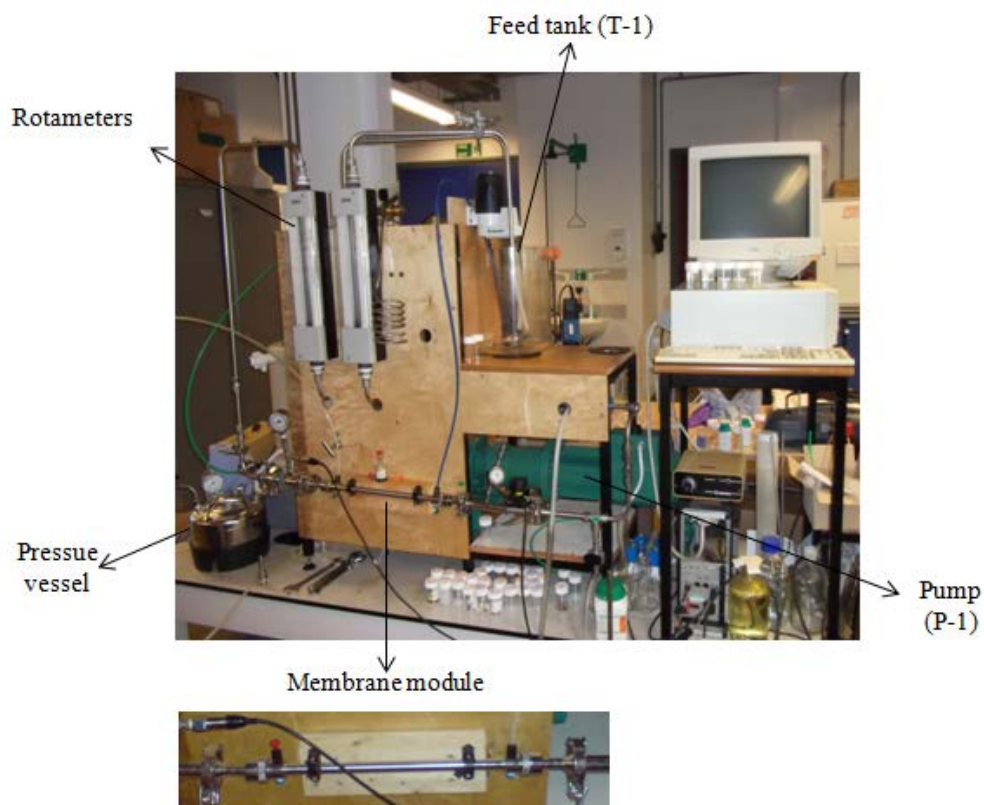 Feed tank (T-1)
Rotameters
Pressue
vessel
Pump
(P-1)
Membrane module